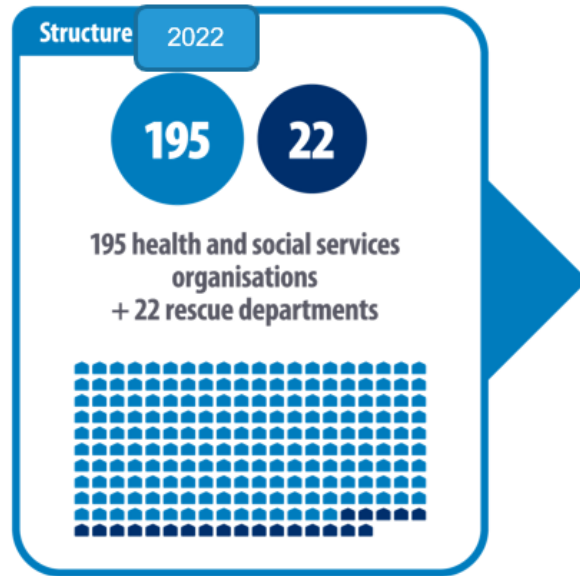 Structure 2022
195 22
195 health and social services
organisations
+ 22 rescue departments